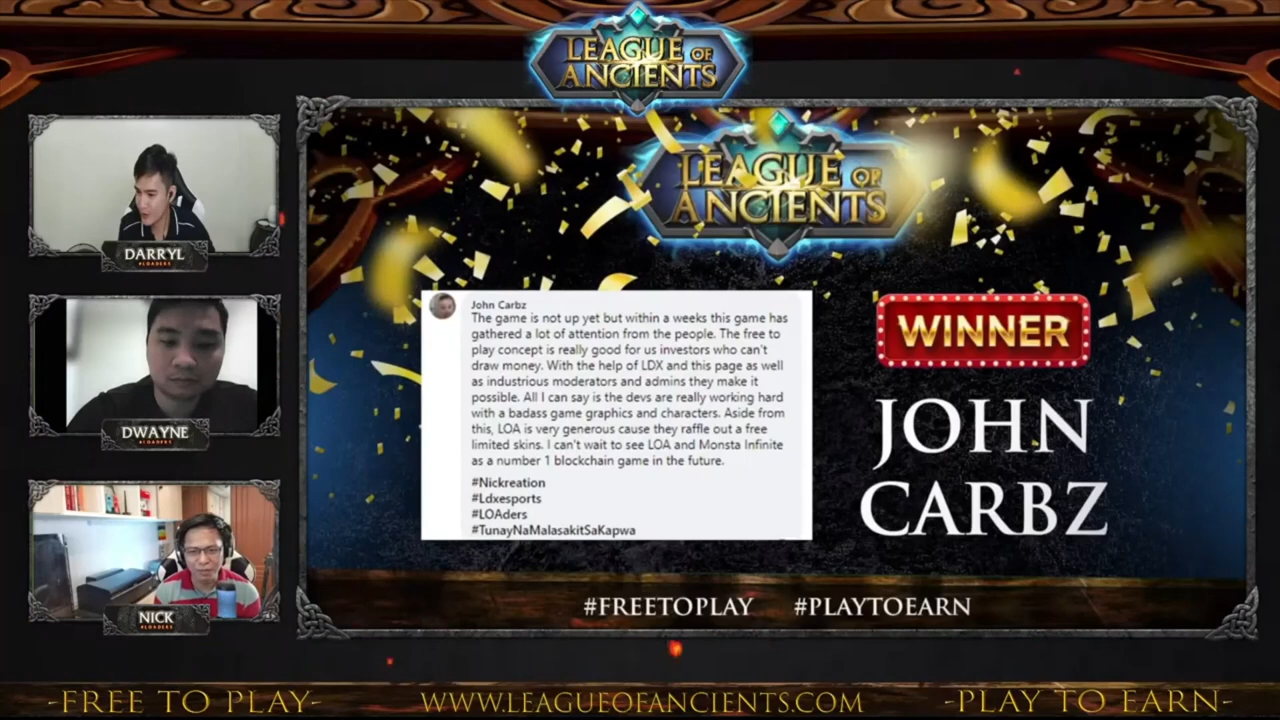 LEAGUE OF
ANCIENTS
LEAGUE OF
ANCIENTS
DARRYL
#LOADERS
DWAYNE
#LOADERS
NICK
#LOADERS
John Carbz
The game is not up yet but within a weeks this game has
gathered a lot of attention from the people. The free to
play concept is really good for us investors who can't
draw money. With the help of LDX and this page as well
as industrious moderators and admins they make it
possible. All I can say is the devs are really working hard
with a badass game graphics and characters. Aside from
this, LOA is very generous cause they raffle out a free
limited skins. I can't wait to see LOA and Monsta Infinite
as a number 1 blockchain game in the future.
#Nickreation
#Ldxesports
#LOAders
#TunayNaMalasakitSaKapwa
WINNER
JOHN
CARBZ
#FREETOPLAY #PLAYTOEARN
-FREE TO PLAY- WWW.LEAGUEOFANCIENTS.COM -PLAY TO EARN-